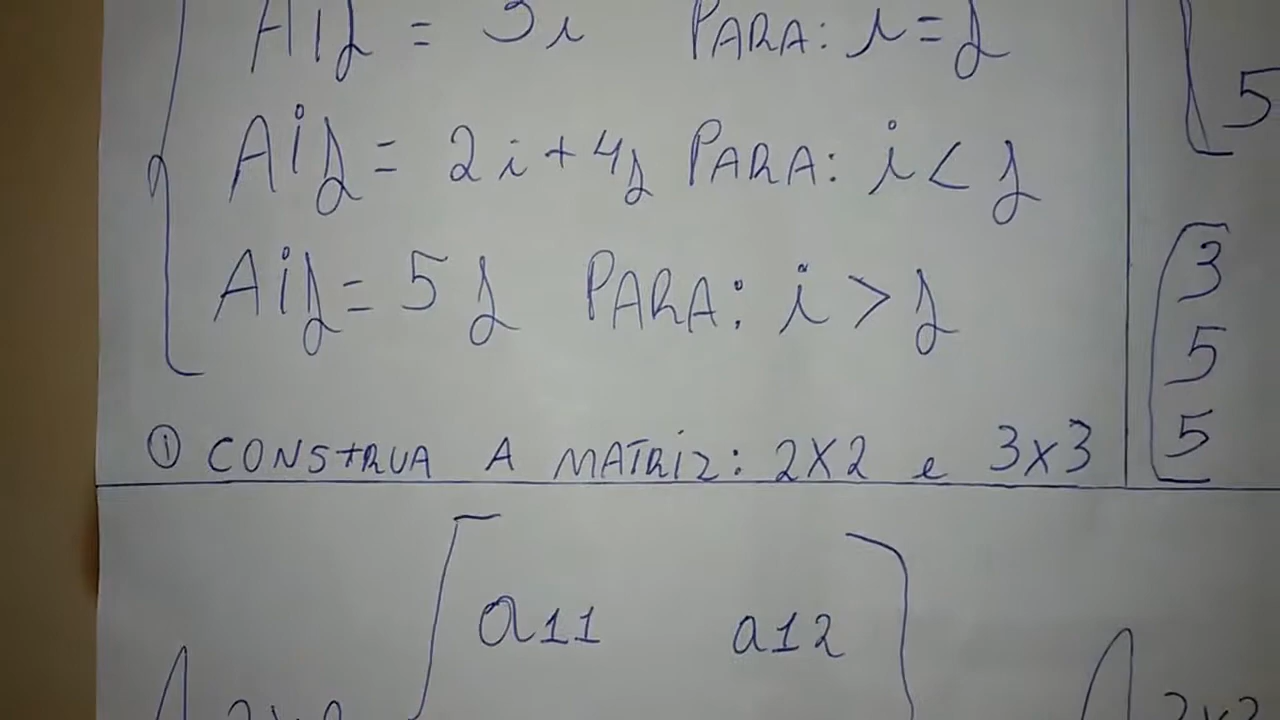 Aij = 3i PARA: i=j
Aij= 2i+4j PARA: i<j
Aij= 5j PARA: i>j
① CONSTRUA A MATRIZ: 2X2 e 3X3
a11 a12
5
3
5
5